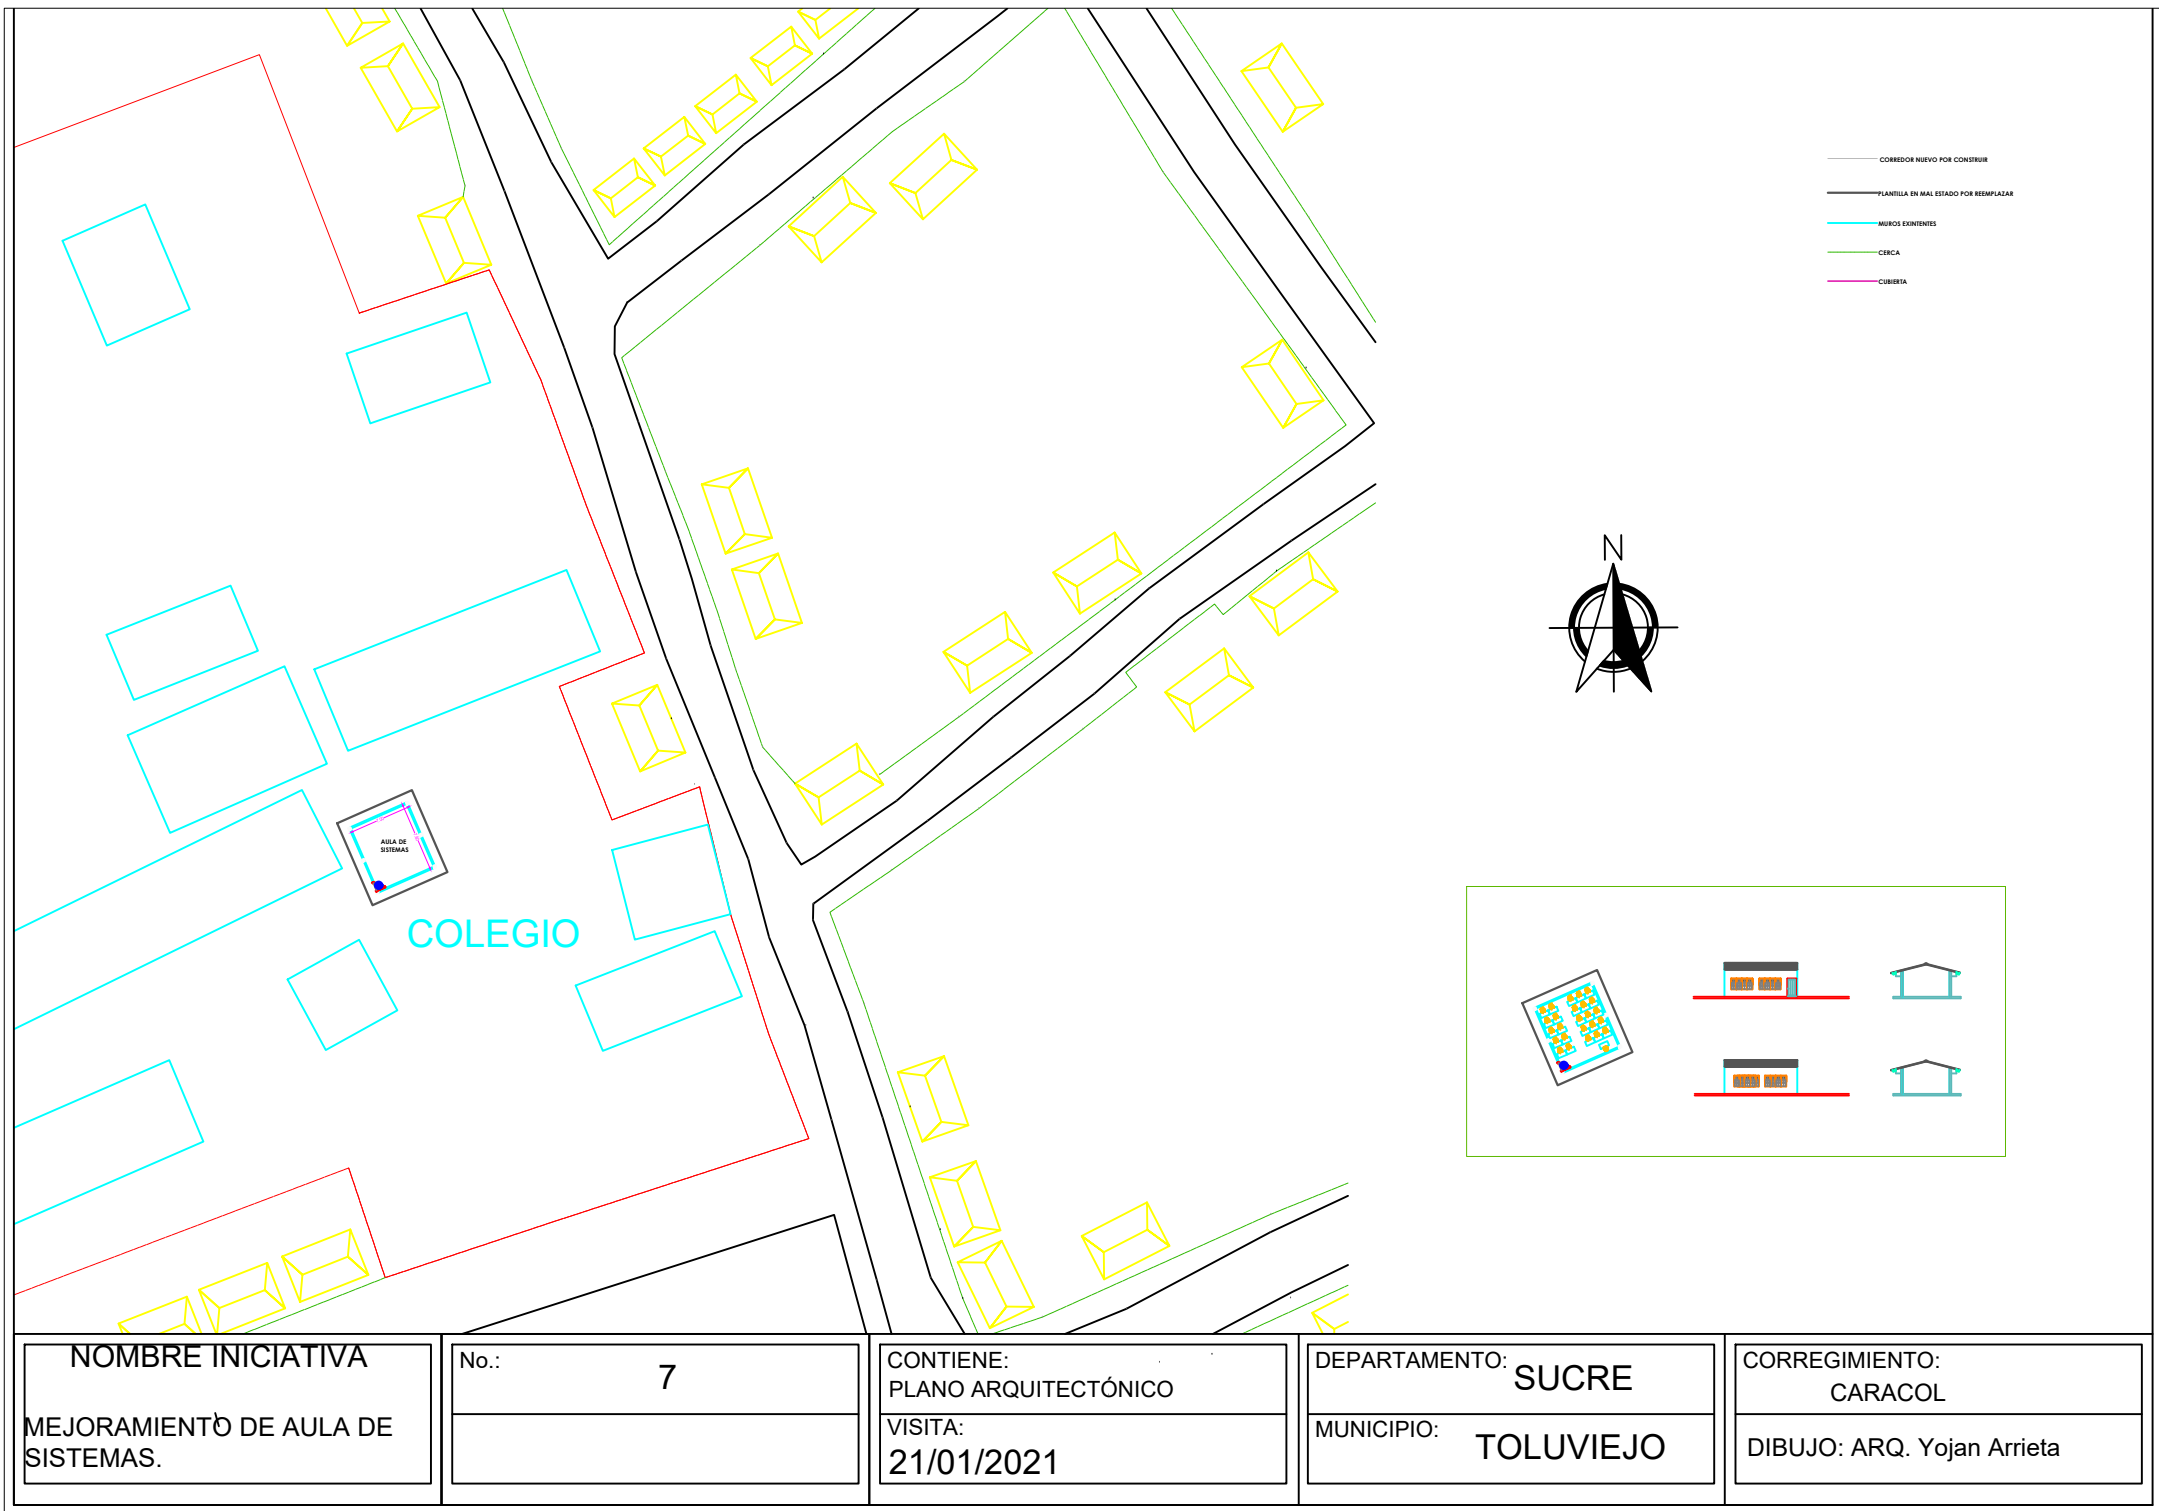 CORREDOR NUEVO POR CONSTRUIR
PLANTILLA EN MAL ESTADO POR REEMPLAZAR
MUROS EXINTENTES
CERCA
CUBIERTA
N
AULA DE
SISTEMAS
COLEGIO
NOMBRE INICIATIVA
MEJORAMIENTO DE AULA DE
SISTEMAS.
No.:
7
CONTIENE:
PLANO ARQUITECTÓNICO
VISITA:
21/01/2021
DEPARTAMENTO: SUCRE
MUNICIPIO: TOLUVIEJO
CORREGIMIENTO:
CARACOL
DIBUJO: ARQ. Yojan Arrieta